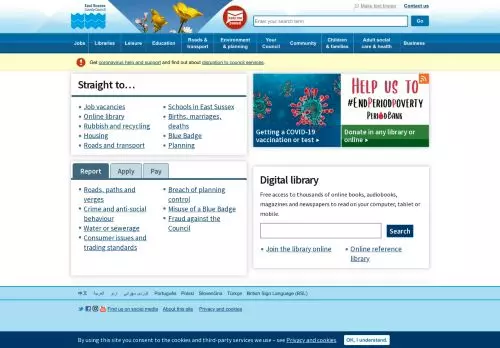 East Sussex
County Council
Make text bigger
Contact us
Enter your search term
Go
Jobs
Libraries
Leisure
Education
Roads &
transport
Environment
& planning
Your
Council
Community
Children
& families
Adult social
care & health
Business
Get coronavirus help and support and find out about disruption to council services.
Straight to…
Job vacancies
Online library
Rubbish and recycling
Housing
Roads and transport
Schools in East Sussex
Births, marriages,
deaths
Blue Badge
Planning
Getting a COVID-19
vaccination or test
HELP US TO
#ENDPERIODPOVERTY
PERIODBANK
Donate in any library or
online
Report
Apply
Pay
Roads, paths and
verges
Crime and anti-social
behaviour
Water or sewerage
Consumer issues and
trading standards
Breach of planning
control
Misuse of a Blue Badge
Fraud against the
Council
Digital library
Free access to thousands of online books, audiobooks,
magazines and newspapers to read on your computer, tablet or
mobile.
Search
Join the library online
Online reference
library
中文
العربية
اردو
کوردی سۆرانی
Português
Polski
Slovenčina
Türkçe
British Sign Language (BSL)
Find us on social media
About this site
Privacy and cookies
By using this site you consent to the cookies and third-party services we use – see Privacy and cookies
OK, I understand.